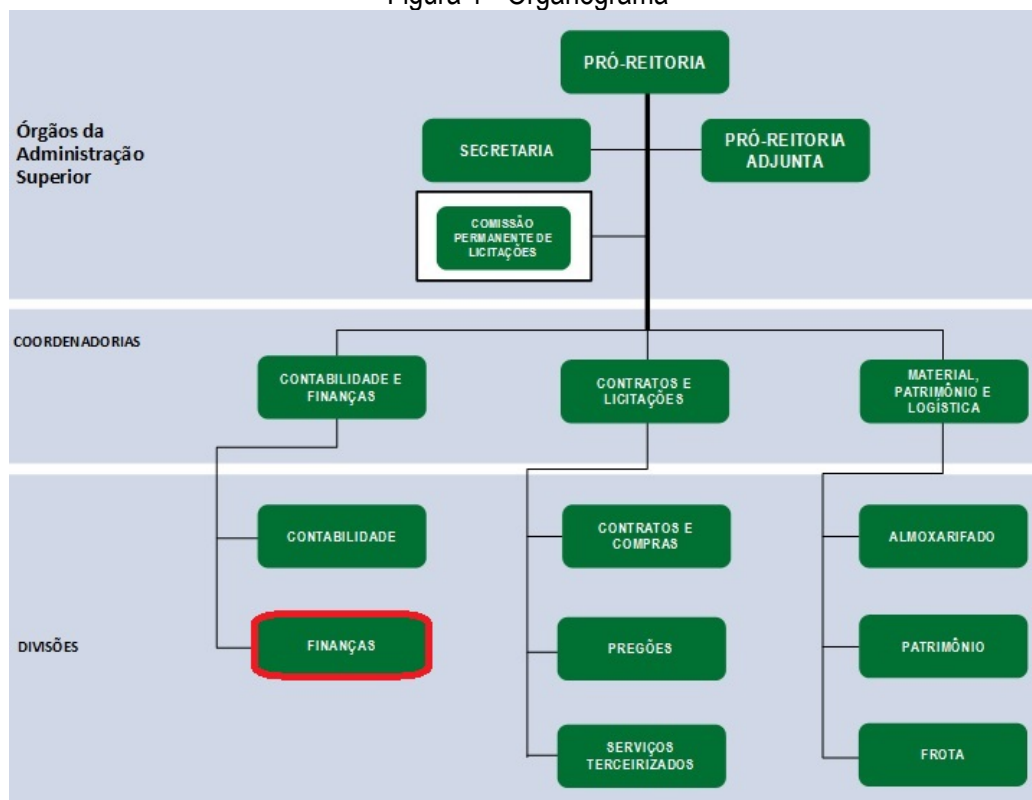 Figura 1 - Organograma
PRÓ-REITORIA
Órgãos da
Administração
Superior
SECRETARIA
PRÓ-REITORIA
ADJUNTA
COMISSÃO
PERMANENTE DE
LICITAÇÕES
COORDENADORIAS
CONTABILIDADE E
FINANÇAS
CONTRATOS E
LICITAÇÕES
MATERIAL,
PATRIMÔNIO E
LOGÍSTICA
CONTABILIDADE
CONTRATOS E
COMPRAS
ALMOXARIFADO
DIVISÕES
FINANÇAS
PREGÕES
PATRIMÔNIO
SERVIÇOS
TERCEIRIZADOS
FROTA